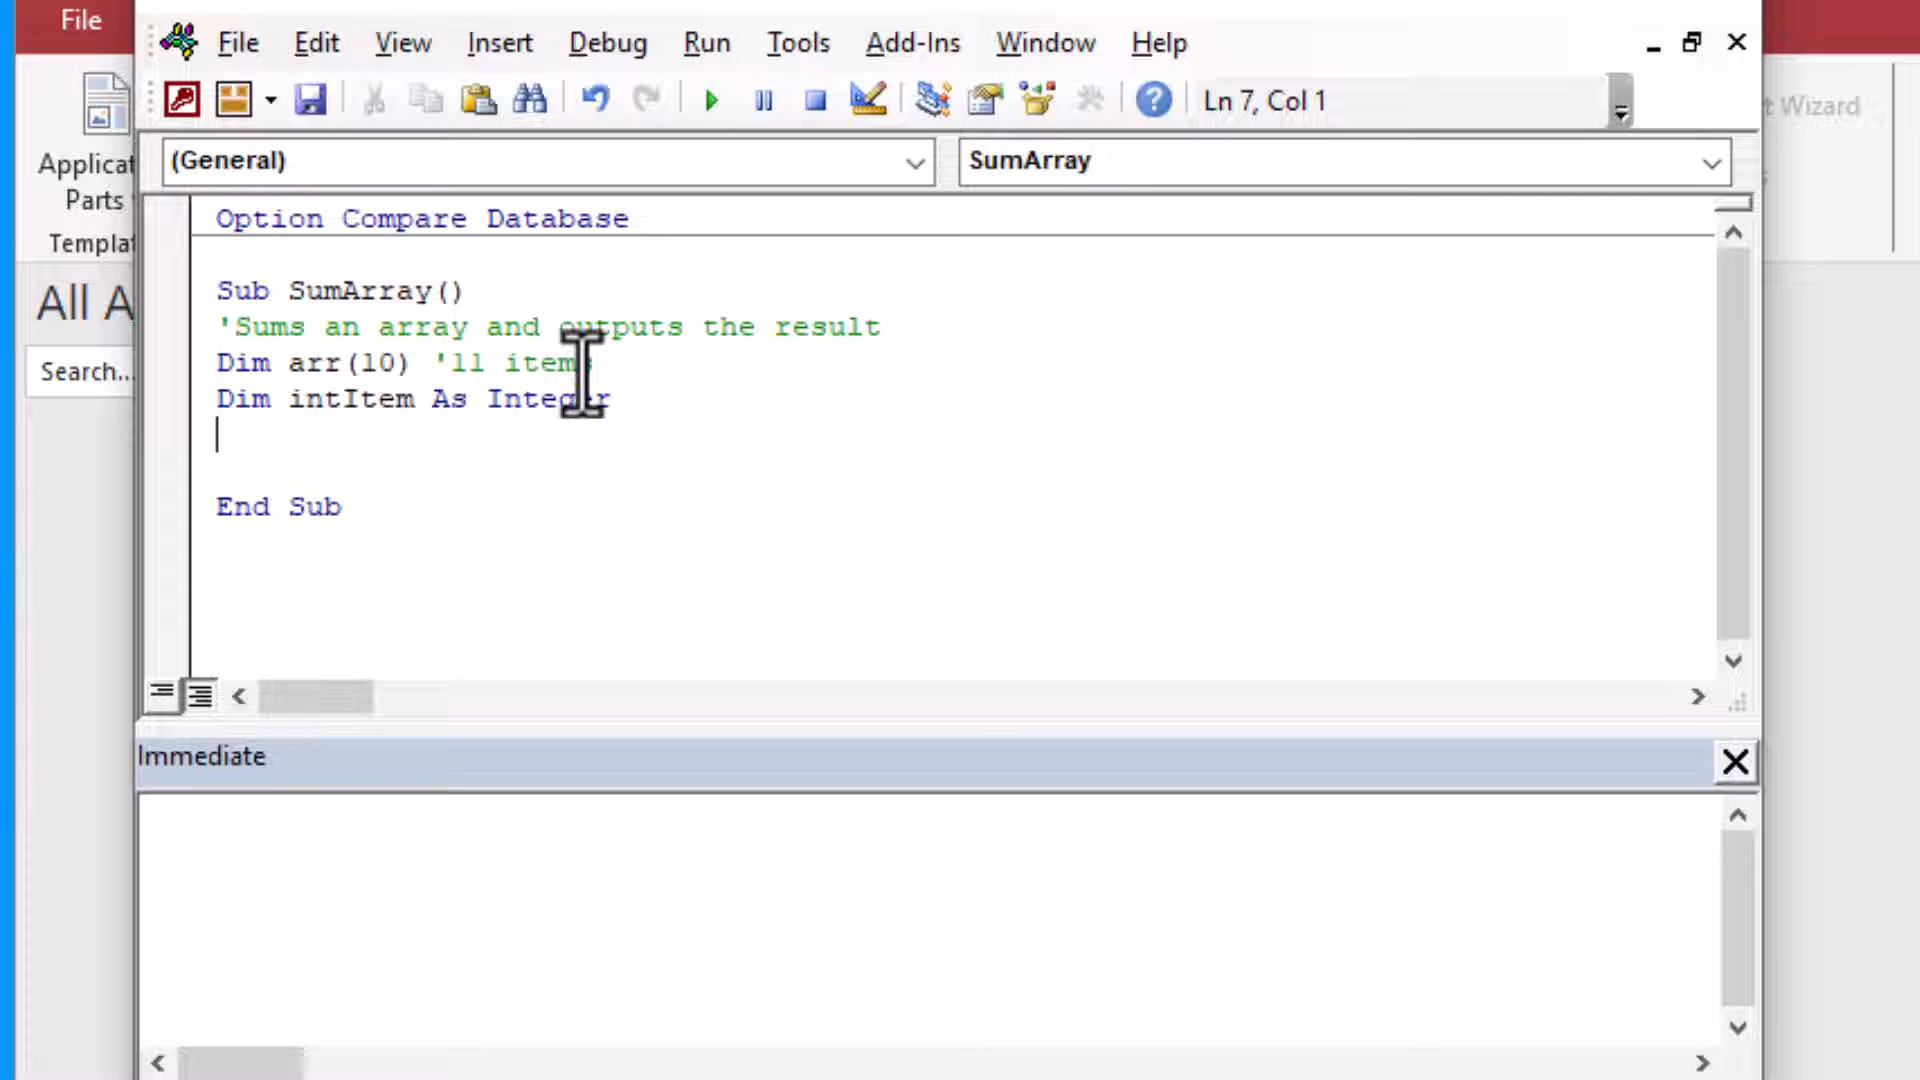 File
File Edit View Insert Debug Run Tools Add-Ins Window Help
Ln 7, Col 1
t Wizard
Applicat
Parts
Templat
(General)
SumArray
All A
Search...
Option Compare Database
Sub SumArray()
'Sums an array and outputs the result
Dim arr(10) '11 items
Dim intItem As Integer
End Sub
Immediate